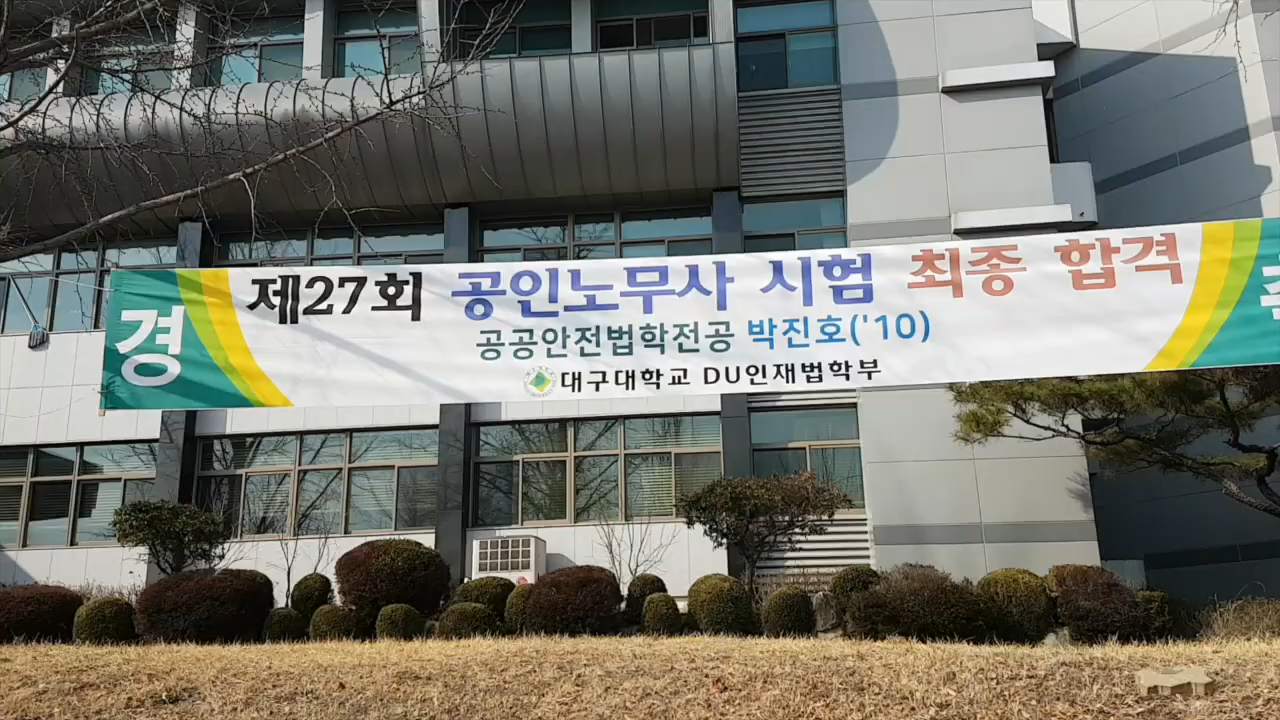 경
제27회 공인노무사 시험 최종 합격
공공안전법학전공 박진호('10)
대구대학교 DU인재법학부